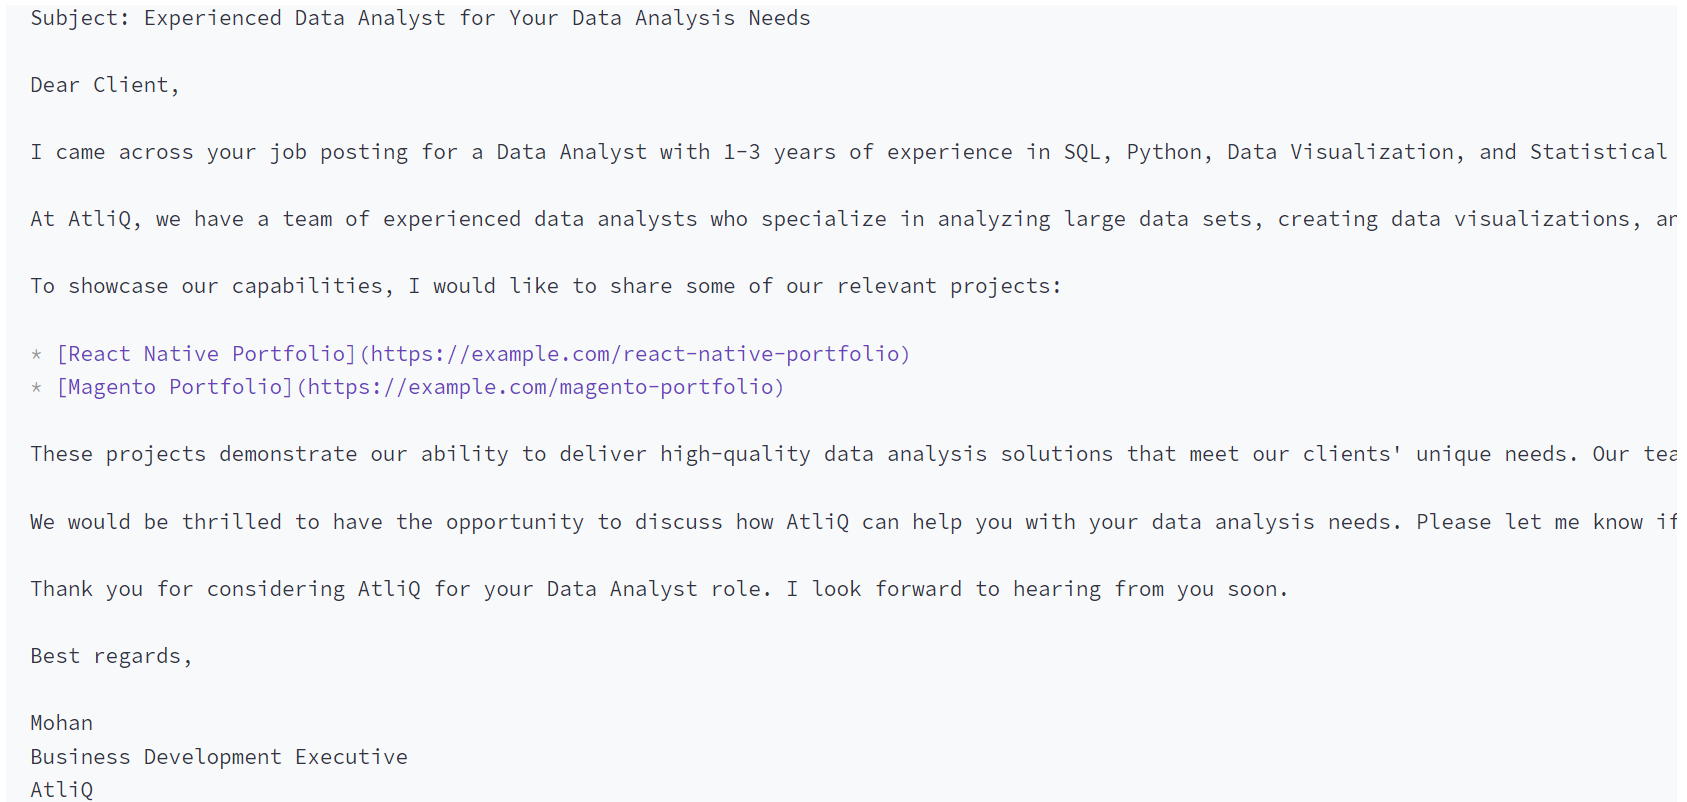 Subject: Experienced Data Analyst for Your Data Analysis Needs
Dear Client,
I came across your job posting for a Data Analyst with 1-3 years of experience in SQL, Python, Data Visualization, and Statistical
At AtliQ, we have a team of experienced data analysts who specialize in analyzing large data sets, creating data visualizations,
To showcase our capabilities, I would like to share some of our relevant projects:
* [React Native Portfolio](https://example.com/react-native-portfolio)
* [Magento Portfolio](https://example.com/magento-portfolio)
These projects demonstrate our ability to deliver high-quality data analysis solutions that meet our clients' unique needs. Our
We would be thrilled to have the opportunity to discuss how AtliQ can help you with your data analysis needs. Please let me know if
Thank you for considering AtliQ for your Data Analyst role. I look forward to hearing from you soon.
Best regards,
Mohan
Business Development Executive
AtliQ